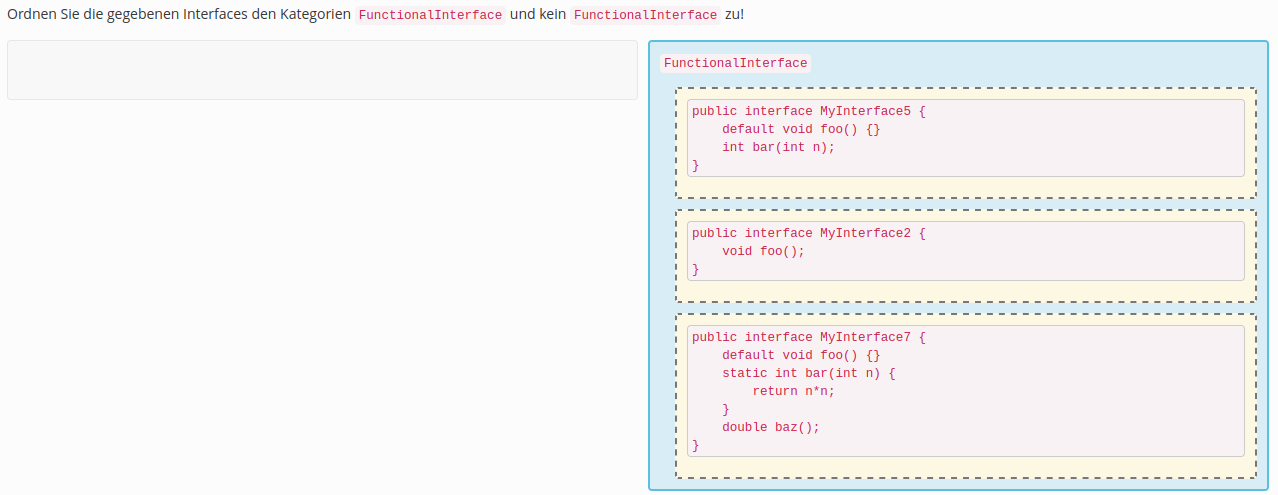 Ordnen Sie die gegebenen Interfaces den Kategorien FunctionalInterface und kein FunctionalInterface zu!
FunctionalInterface
public interface MyInterface5 {
    default void foo() {}
    int bar(int n);
}
public interface MyInterface2 {
    void foo();
}
public interface MyInterface7 {
    default void foo() {}
    static int bar(int n) {
        return n*n;
    }
    double baz();
}